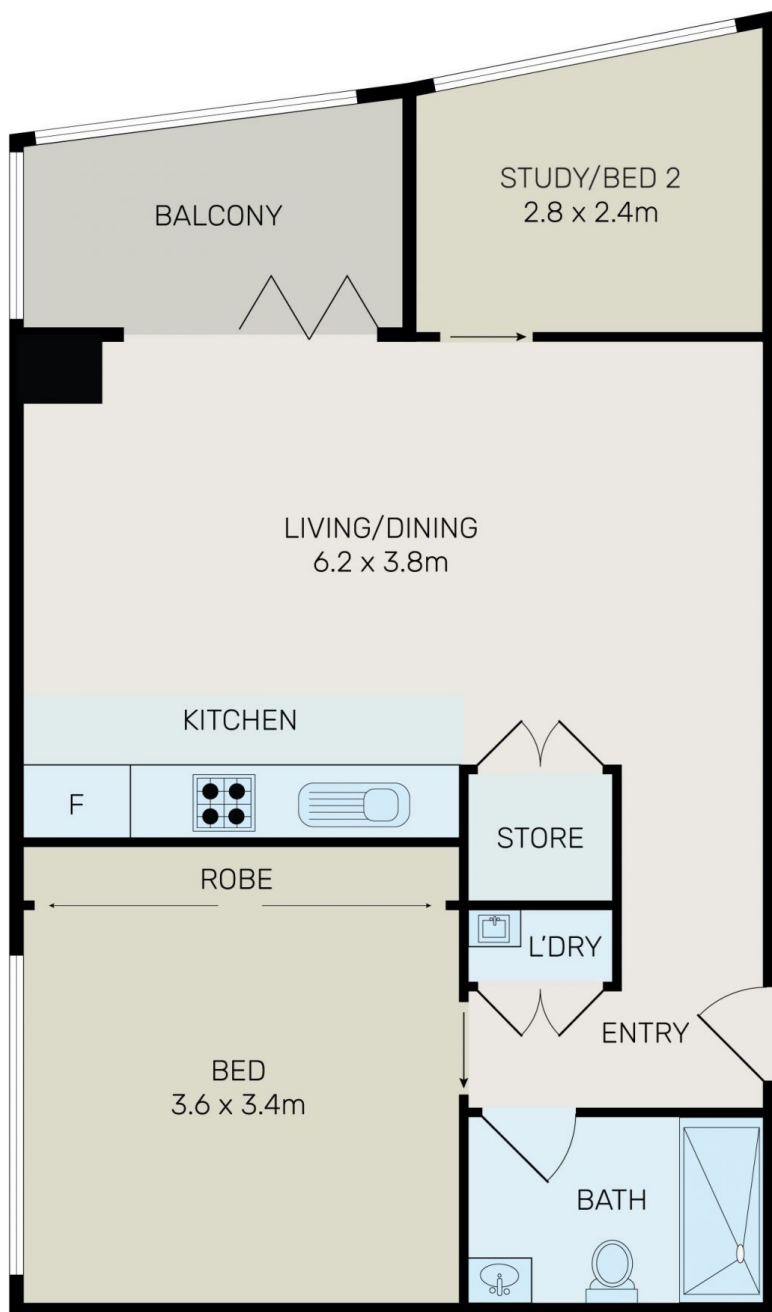 BALCONY
STUDY/BED 2
2.8 x 2.4m
LIVING/DINING
6.2 x 3.8m
KITCHEN
F
STORE
ROBE
L'DRY
ENTRY
BED
3.6 x 3.4m
BATH